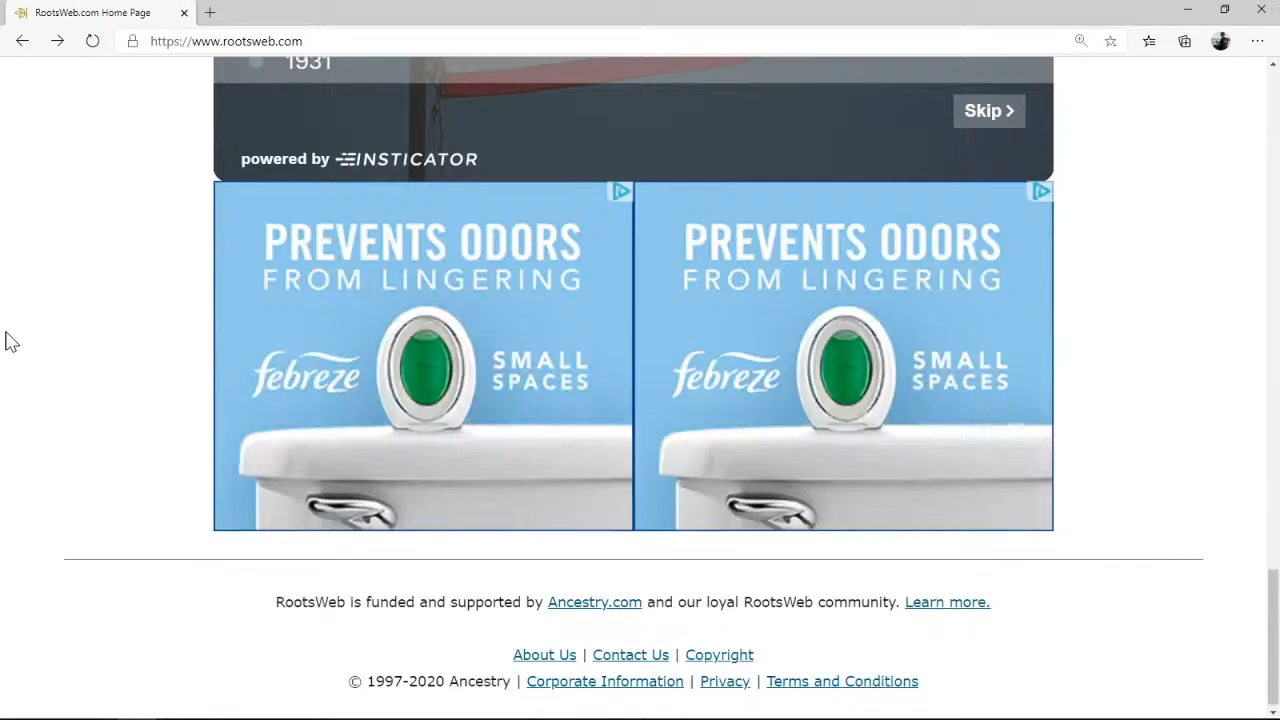 RootsWeb.com Home Page
https://www.rootsweb.com
1931
Skip >
powered by INSTICATOR
PREVENTS ODORS
FROM LINGERING
febreze
SMALL
SPACES
PREVENTS ODORS
FROM LINGERING
febreze
SMALL
SPACES
RootsWeb is funded and supported by Ancestry.com and our loyal RootsWeb community. Learn more.
About Us | Contact Us | Copyright
© 1997-2020 Ancestry | Corporate Information | Privacy | Terms and Conditions